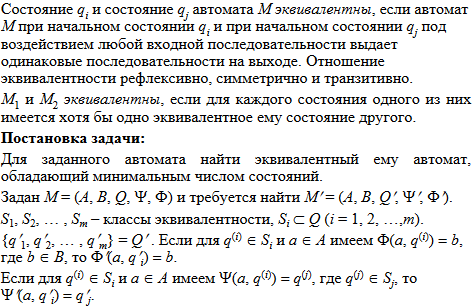 Состояние qᵢ и состояние qⱼ автомата M эквивалентны, если автомат
M при начальном состоянии qᵢ и при начальном состоянии qⱼ под
воздействием любой входной последовательности выдает
одинаковые последовательности на выходе. Отношение
эквивалентности рефлексивно, симметрично и транзитивно.
M₁ и M₂ эквивалентны, если для каждого состояния одного из них
имеется хотя бы одно эквивалентное ему состояние другого.
Постановка задачи:
Для заданного автомата найти эквивалентный ему автомат,
обладающий минимальным числом состояний.
Задан M = (A, B, Q, Ψ, Φ) и требуется найти M′ = (A, B, Q′, Ψ′, Φ′).
S₁, S₂, … , Sₘ – классы эквивалентности, Sᵢ ⊂ Q (i = 1, 2, …,m).
{q′₁, q′₂, … , q′ₘ} = Q′. Если для q⁽ⁱ⁾ ∈ Sᵢ и a ∈ A имеем Φ(a, q⁽ⁱ⁾) = b,
где b ∈ B, то Φ′(a, q′ᵢ) = b.
Если для q⁽ⁱ⁾ ∈ Sᵢ и a ∈ A имеем Ψ(a, q⁽ⁱ⁾) = q⁽ʲ⁾, где q⁽ʲ⁾ ∈ Sⱼ, то
Ψ′(a, q′ᵢ) = q′ⱼ.